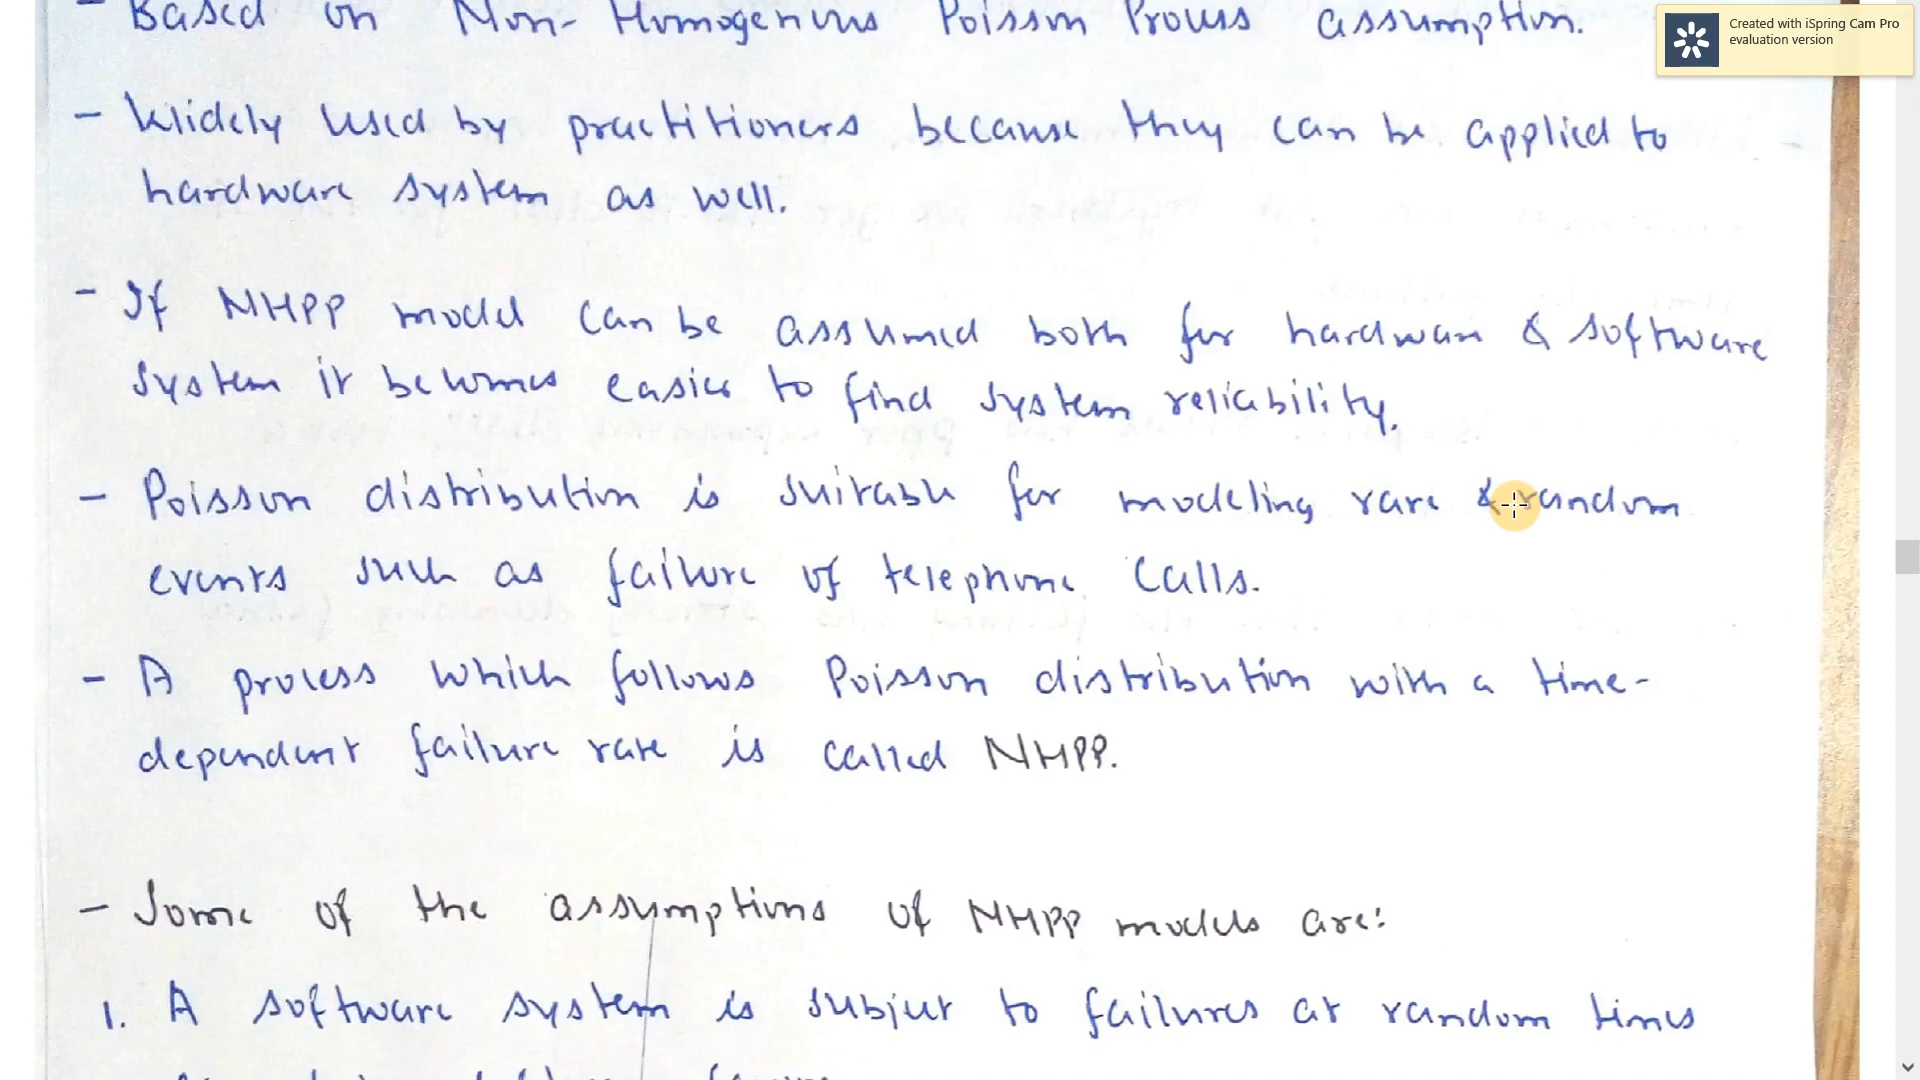 - Based on Non-Homogenous Poisson Process assumption.
- Widely used by practitioners because they can be applied to
hardware system as well.
- If NHPP model can be assumed both for hardware & software
system it becomes easier to find system reliability.
- Poisson distribution is suitable for modeling rare & random
events such as failure of telephone calls.
- A process which follows Poisson distribution with a time-
dependent failure rate is called NHPP.
- Some of the assumptions of NHPP models are:
1. A software system is subject to failures at random times
Created with iSpring Cam Pro
evaluation version